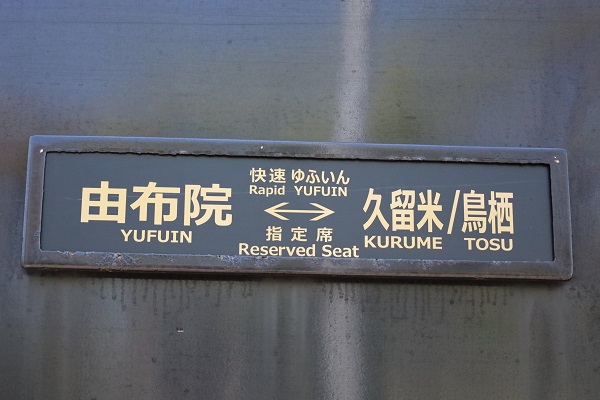 快速 ゆふいん
Rapid YUFUIN
由布院
YUFUIN
指定席
Reserved Seat
久留米/鳥栖
KURUME TOSU